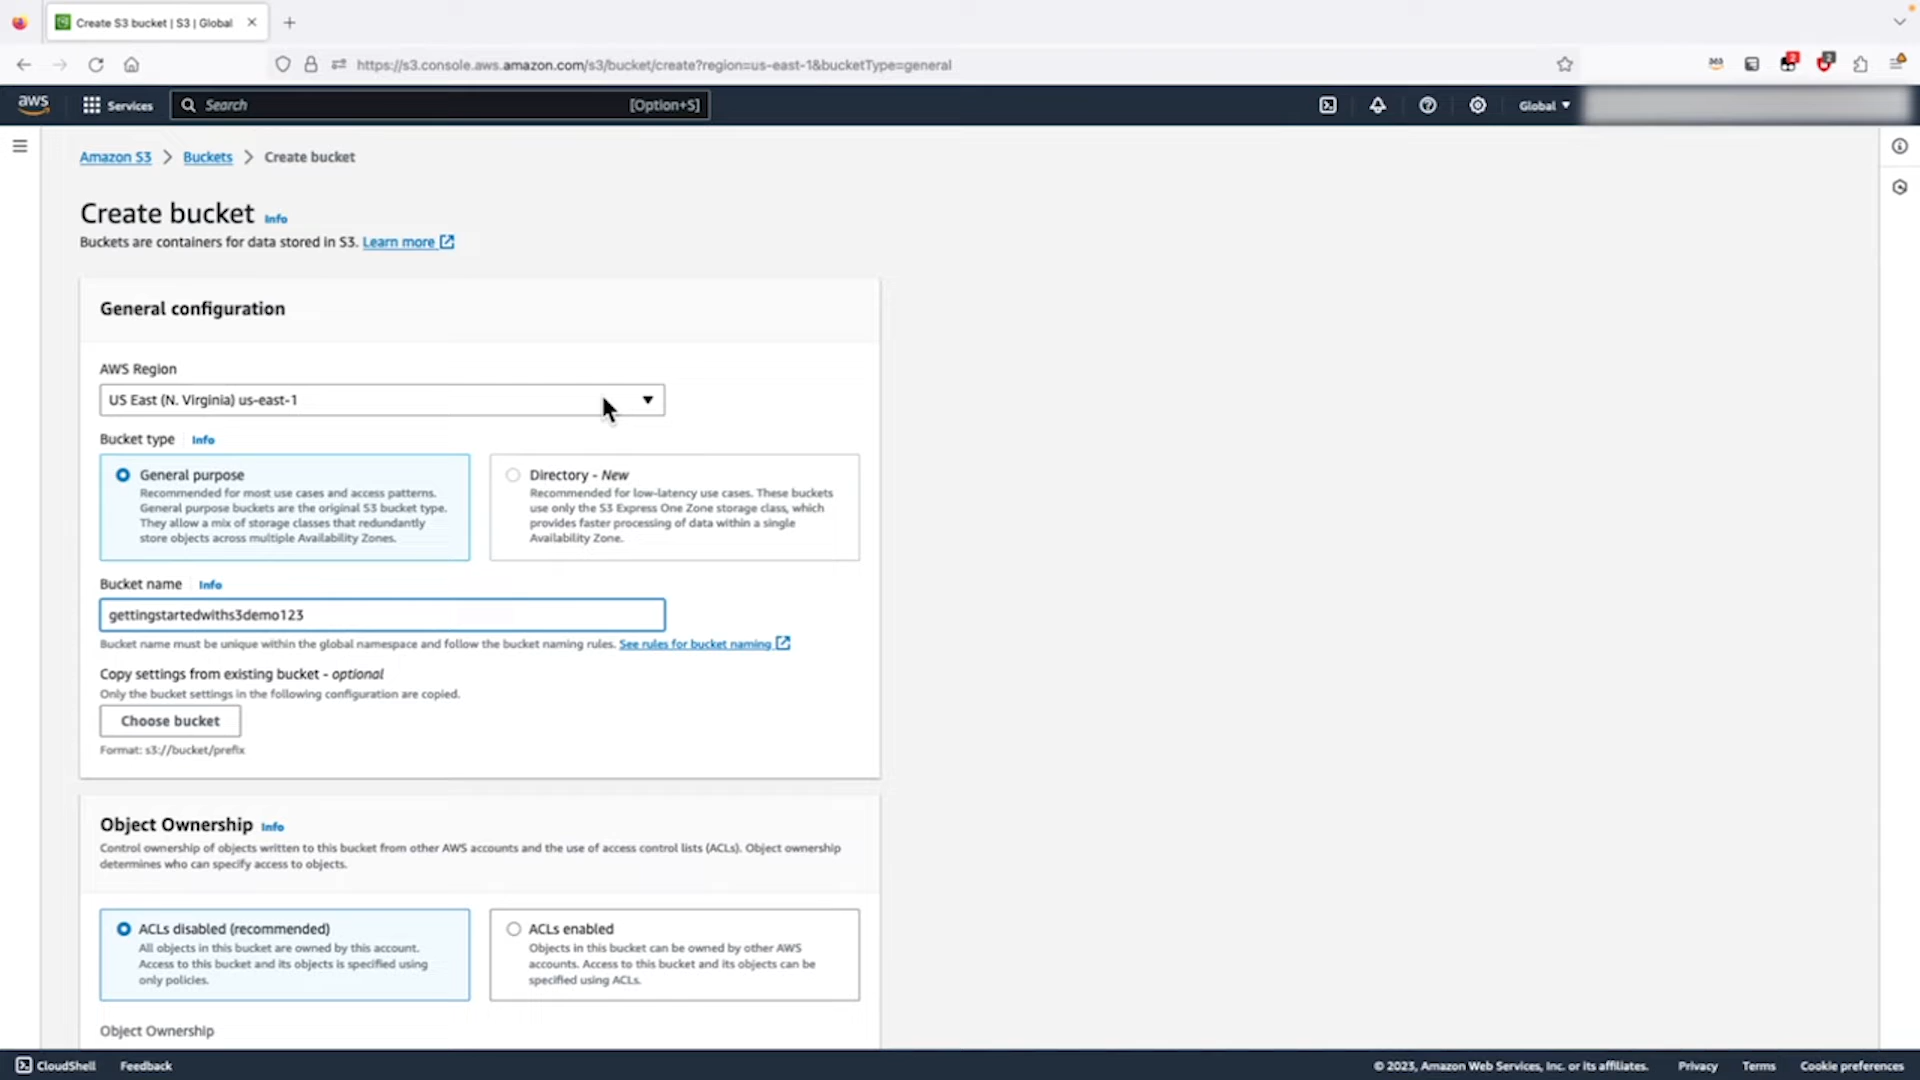 Create S3 bucket | S3 | Global
https://s3.console.aws.amazon.com/s3/bucket/create?region=us-east-1&bucketType=general
2
2
aws
Services
Search
[Option+S]
Global
Amazon S3 > Buckets > Create bucket
Create bucket Info
Buckets are containers for data stored in S3. Learn more
General configuration
AWS Region
US East (N. Virginia) us-east-1
Bucket type Info
General purpose
Recommended for most use cases and access patterns.
General purpose buckets are the original S3 bucket type.
They allow a mix of storage classes that redundantly
store objects across multiple Availability Zones.
Directory - New
Recommended for low-latency use cases. These buckets
use only the S3 Express One Zone storage class, which
provides faster processing of data within a single
Availability Zone.
Bucket name Info
gettingstartedwiths3demo123
Bucket name must be unique within the global namespace and follow the bucket naming rules. See rules for bucket naming
Copy settings from existing bucket - optional
Only the bucket settings in the following configuration are copied.
Choose bucket
Format: s3://bucket/prefix
Object Ownership Info
Control ownership of objects written to this bucket from other AWS accounts and the use of access control lists (ACLs). Object ownership
determines who can specify access to objects.
ACLs disabled (recommended)
All objects in this bucket are owned by this account.
Access to this bucket and its objects is specified using
only policies.
ACLs enabled
Objects in this bucket can be owned by other AWS
accounts. Access to this bucket and its objects can be
specified using ACLs.
Object Ownership
CloudShell
Feedback
© 2023, Amazon Web Services, Inc. or its affiliates.
Privacy
Terms
Cookie preferences